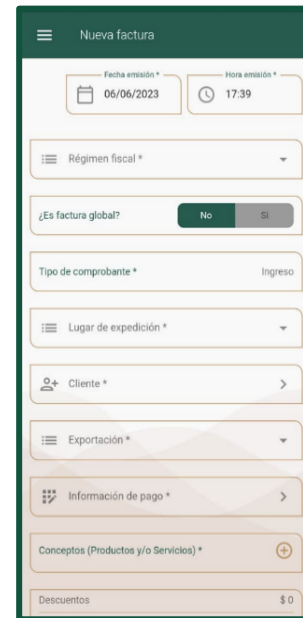 Nueva factura
Fecha emisión * Hora emisión *
06/06/2023 17:39
Régimen fiscal *
¿Es factura global? No Si
Tipo de comprobante * Ingreso
Lugar de expedición *
Cliente *
Exportación *
Información de pago *
Conceptos (Productos y/o Servicios) *
Descuentos $ 0